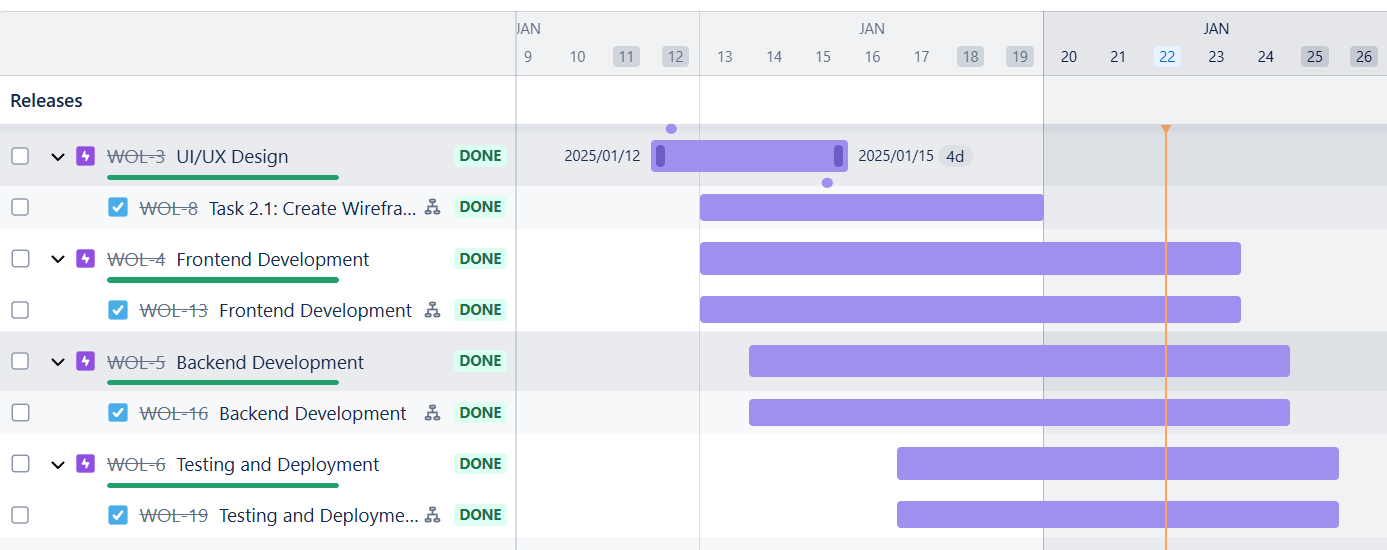 JAN JAN JAN
9 10 11 12 13 14 15 16 17 18 19 20 21 22 23 24 25 26
Releases
WOL-3 UI/UX Design DONE 2025/01/12 2025/01/15 4d
WOL-8 Task 2.1: Create Wirefra... DONE
WOL-4 Frontend Development DONE
WOL-13 Frontend Development DONE
WOL-5 Backend Development DONE
WOL-16 Backend Development DONE
WOL-6 Testing and Deployment DONE
WOL-19 Testing and Deployme... DONE